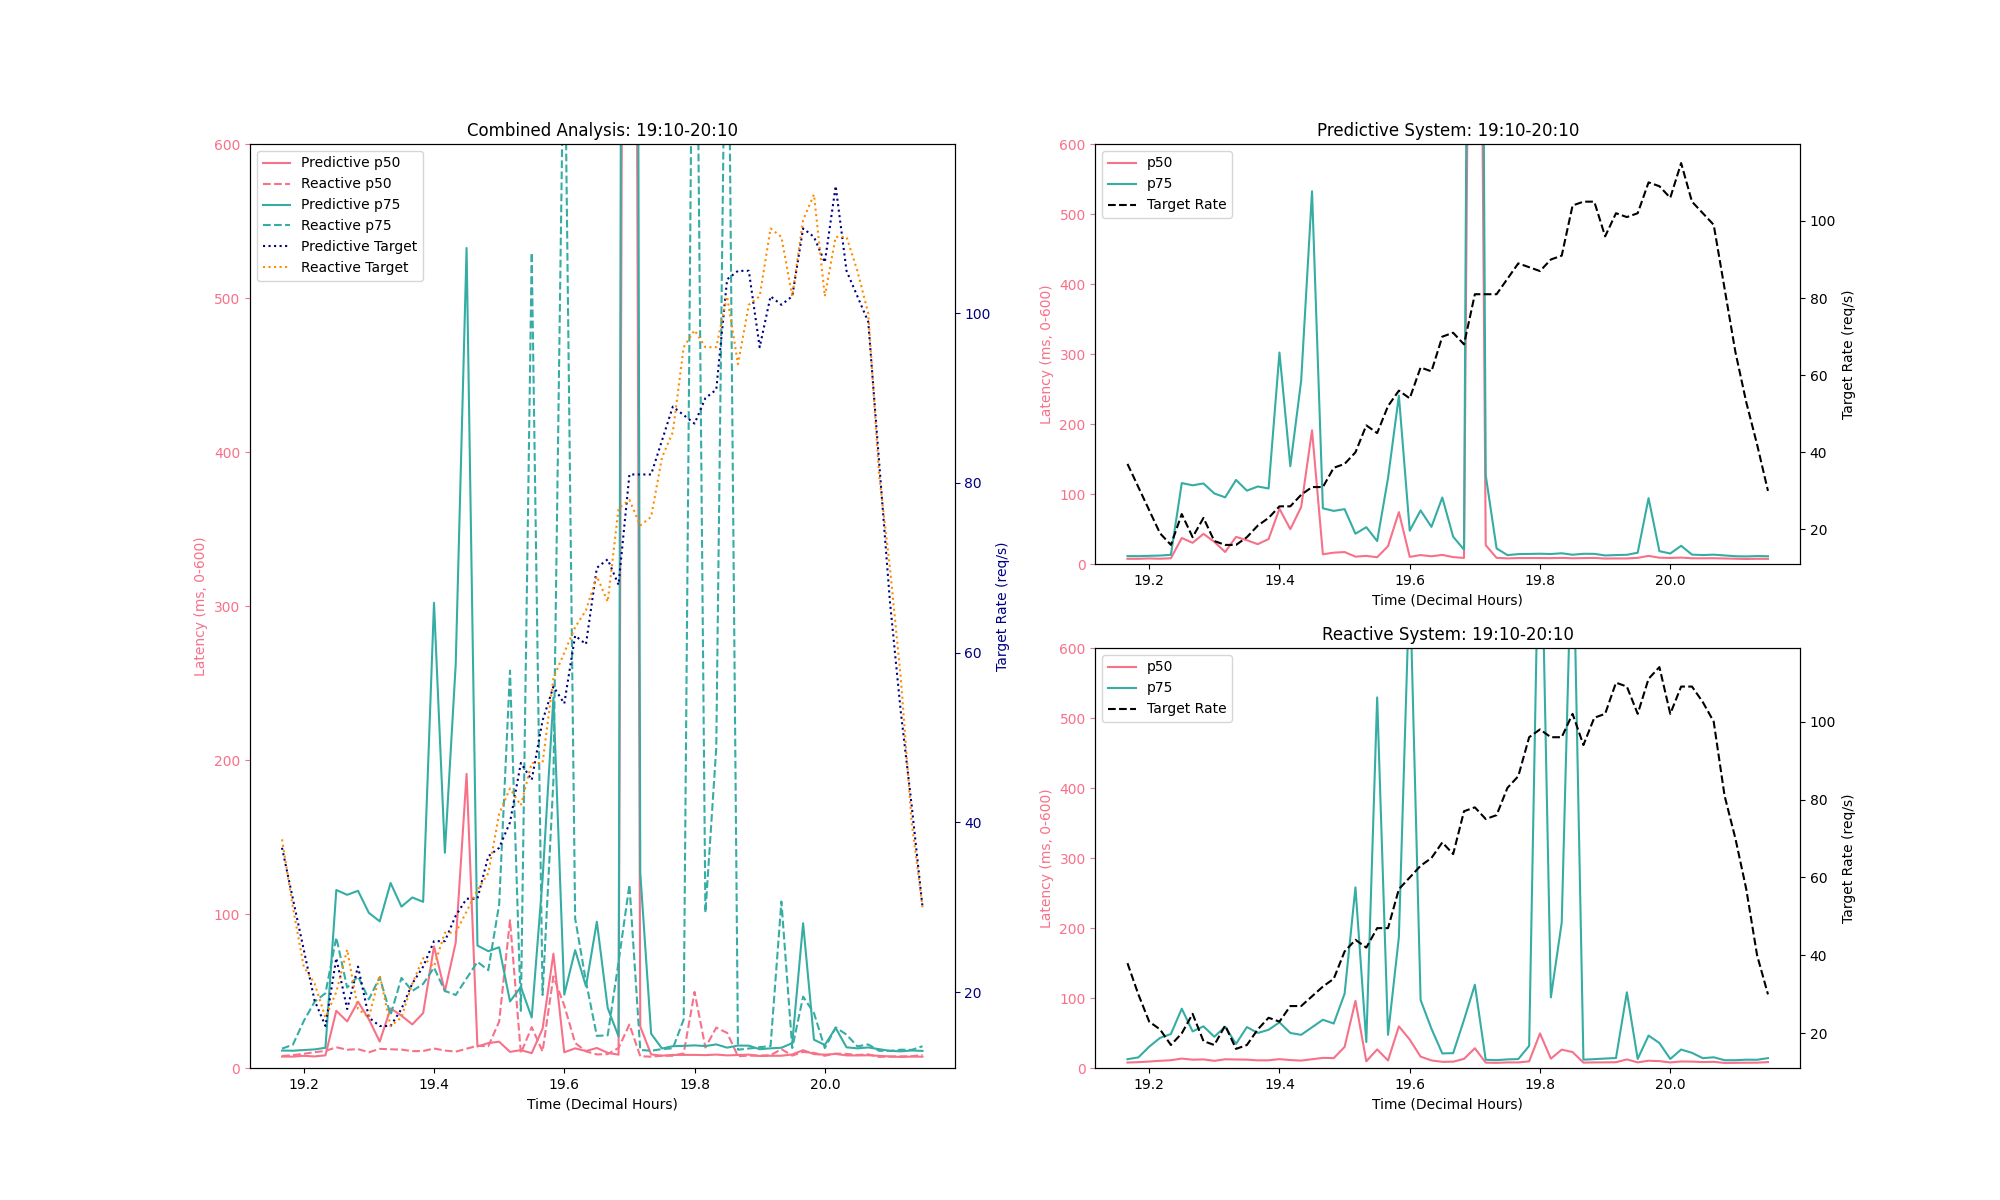 Combined Analysis: 19:10-20:10
600
500
400
300
200
100
0
Latency (ms, 0-600)
Predictive p50
Reactive p50
Predictive p75
Reactive p75
Predictive Target
Reactive Target
100
80
60
40
20
Target Rate (req/s)
19.2 19.4 19.6 19.8 20.0
Time (Decimal Hours)
Predictive System: 19:10-20:10
600
500
400
300
200
100
0
Latency (ms, 0-600)
p50
p75
Target Rate
100
80
60
40
20
Target Rate (req/s)
19.2 19.4 19.6 19.8 20.0
Time (Decimal Hours)
Reactive System: 19:10-20:10
600
500
400
300
200
100
0
Latency (ms, 0-600)
p50
p75
Target Rate
100
80
60
40
20
Target Rate (req/s)
19.2 19.4 19.6 19.8 20.0
Time (Decimal Hours)